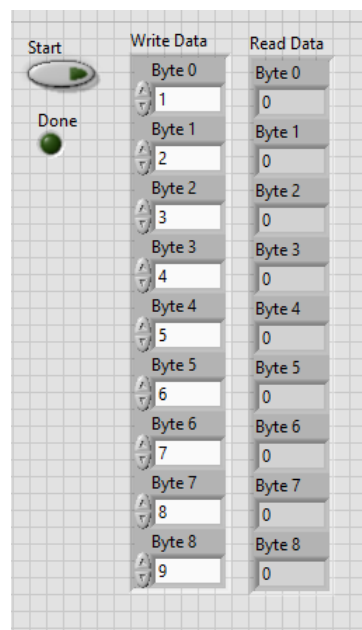 Start
Done
Write Data
Byte 0
1
Byte 1
2
Byte 2
3
Byte 3
4
Byte 4
5
Byte 5
6
Byte 6
7
Byte 7
8
Byte 8
9
Read Data
Byte 0
0
Byte 1
0
Byte 2
0
Byte 3
0
Byte 4
0
Byte 5
0
Byte 6
0
Byte 7
0
Byte 8
0